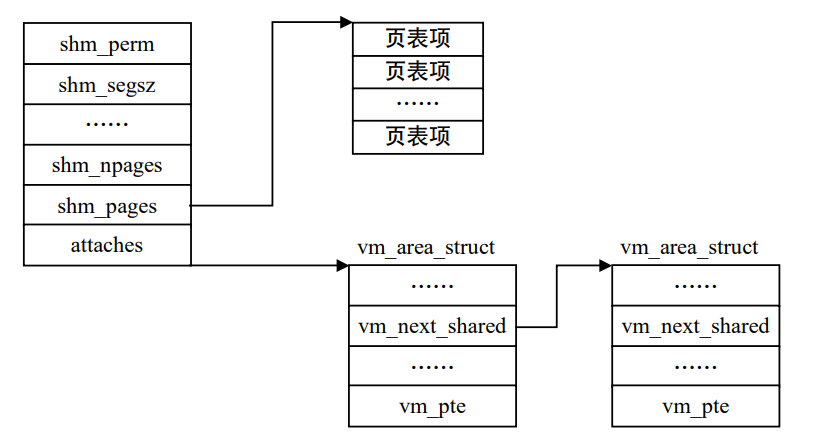 shm_perm
shm_segsz
……
shm_npages
shm_pages
attaches
页表项
页表项
……
页表项
vm_area_struct
……
vm_next_shared
……
vm_pte
vm_area_struct
……
vm_next_shared
……
vm_pte